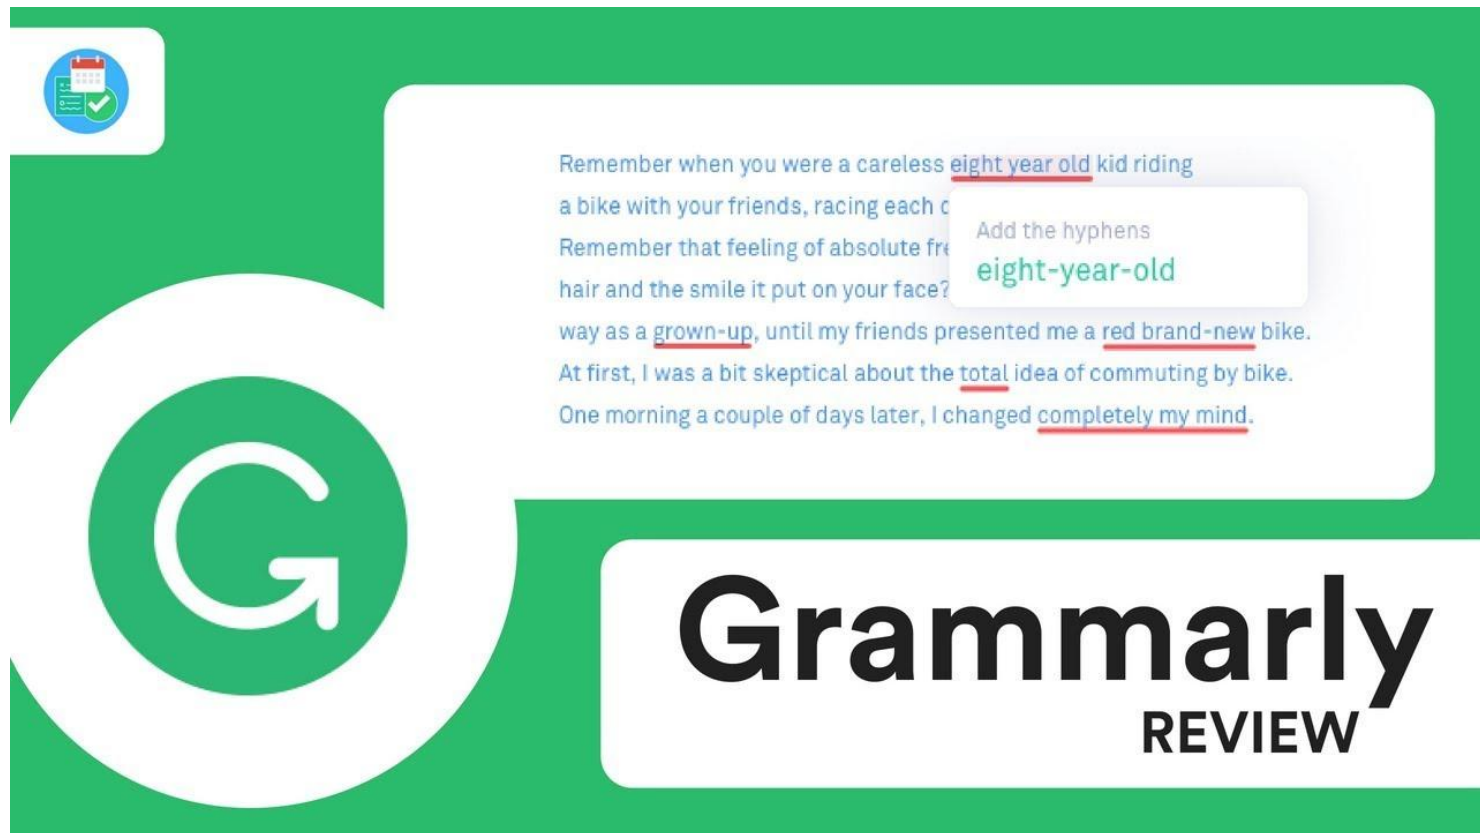 Remember when you were a careless eight year old kid riding
a bike with your friends, racing each
Remember that feeling of absolute
hair and the smile it put on your face?
Add the hyphens
eight-year-old
way as a grown-up, until my friends presented me a red brand-new bike.
At first, I was a bit skeptical about the total idea of commuting by bike.
One morning a couple of days later, I changed completely my mind.
Grammarly
REVIEW